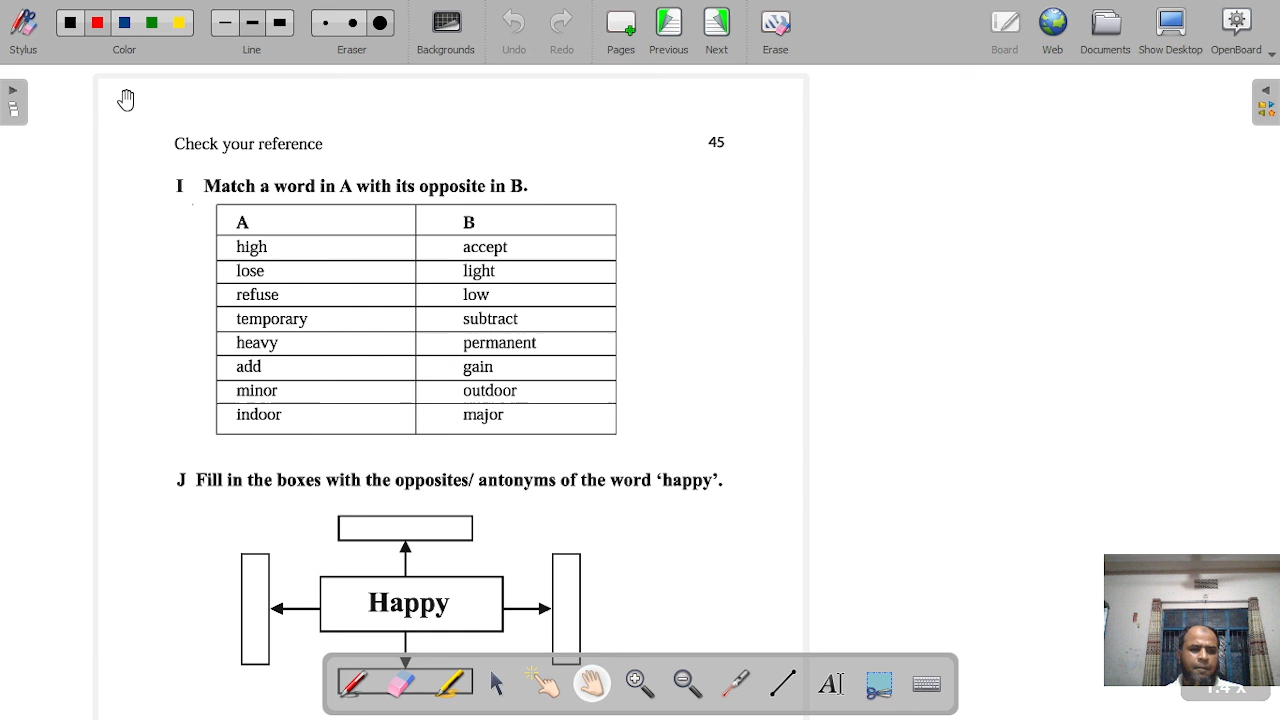 Stylus Color Line Eraser Backgrounds Undo Redo Pages Previous Next Erase Board Web Documents Show Desktop OpenBoard
Check your reference 45
I Match a word in A with its opposite in B.
A B
high accept
lose light
refuse low
temporary subtract
heavy permanent
add gain
minor outdoor
indoor major
J Fill in the boxes with the opposites/ antonyms of the word ‘happy’.
Happy
AI
1.4 x